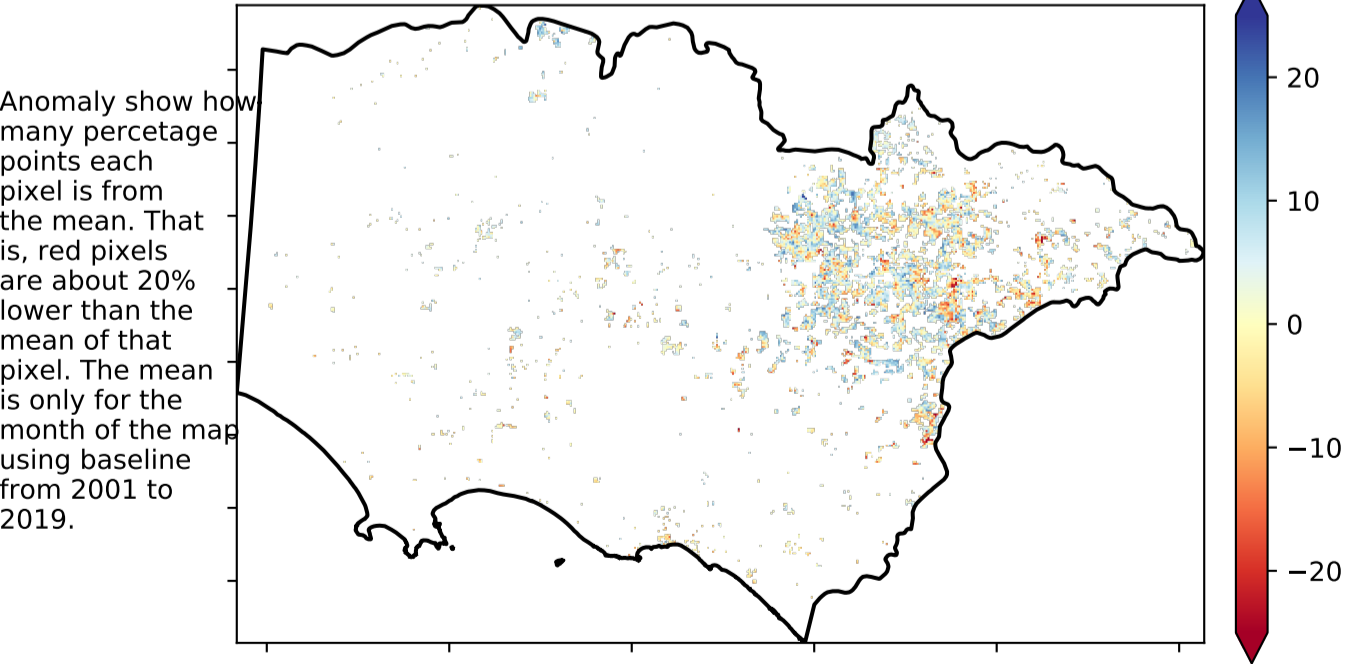 Anomaly show how
many percetage
points each
pixel is from
the mean. That
is, red pixels
are about 20%
lower than the
mean of that
pixel. The mean
is only for the
month of the map
using baseline
from 2001 to
2019.
20
10
0
−10
−20